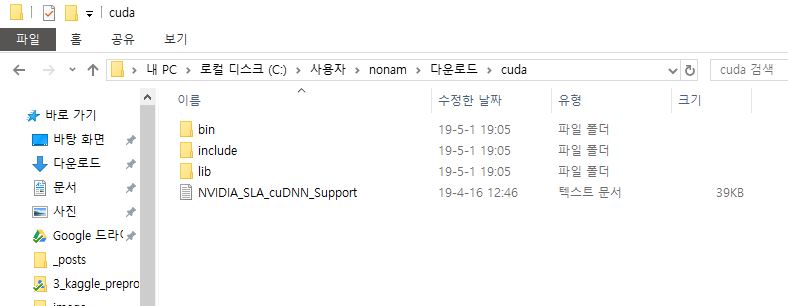 cuda
파일 홈 공유 보기
내 PC 로컬 디스크 (C:) 사용자 nonam 다운로드 cuda cuda 검색
이름 수정한 날짜 유형 크기
바로 가기
바탕 화면
다운로드
문서
사진
Google 드라이
_posts
3_kaggle_prepro
bin 19-5-1 19:05 파일 폴더
include 19-5-1 19:05 파일 폴더
lib 19-5-1 19:05 파일 폴더
NVIDIA_SLA_cuDNN_Support 19-4-16 12:46 텍스트 문서 39KB